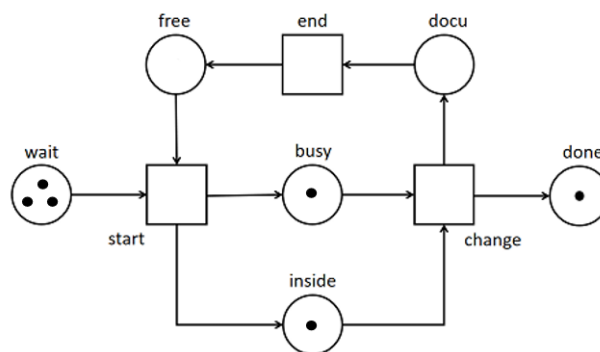 free
end
docu
wait
busy
done
start
change
inside